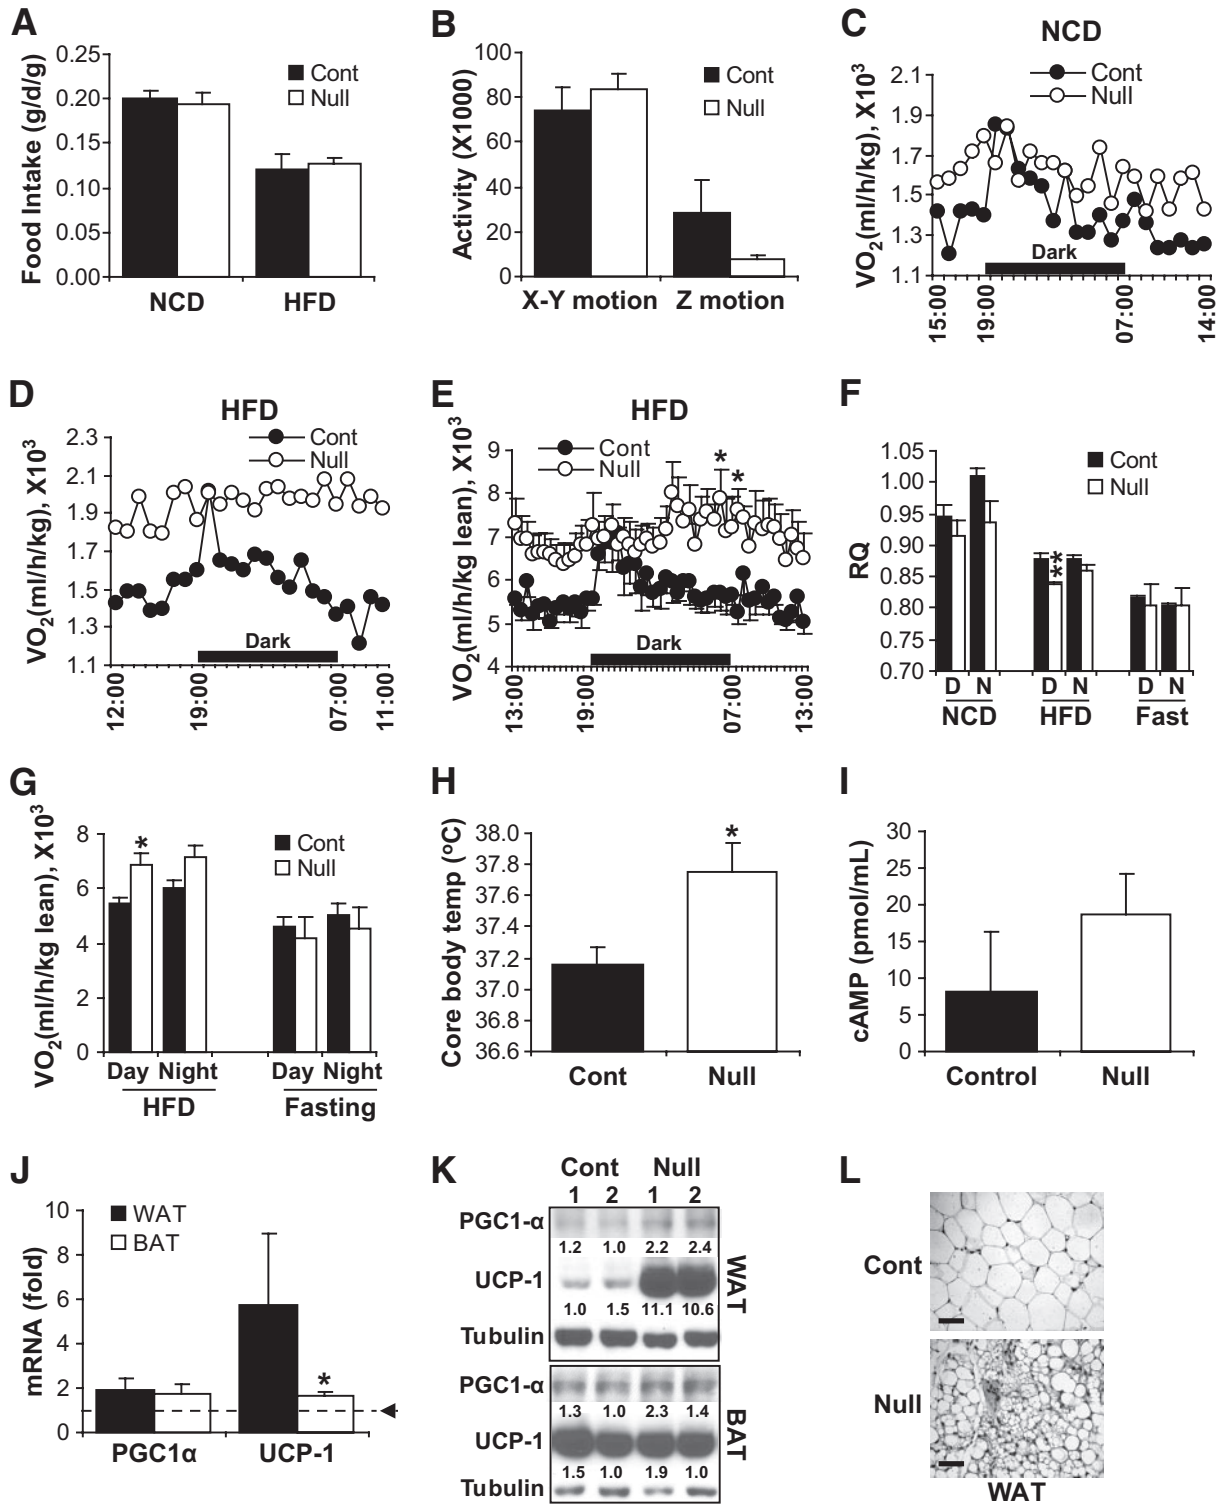 A
Food Intake (g/d/g)
0.25
0.20
0.15
0.10
0.05
0.00
Cont
Null
NCD
HFD
B
Activity (X1000)
100
80
60
40
20
0
Cont
Null
X-Y motion
Z motion
C
NCD
VO2(ml/h/kg), X10³
2.1
1.9
1.7
1.5
1.3
1.1
Cont
Null
Dark
15:00
19:00
07:00
14:00
D
HFD
VO2(ml/h/kg), X10³
2.3
2.1
1.9
1.7
1.5
1.3
1.1
Cont
Null
Dark
12:00
19:00
07:00
11:00
E
HFD
VO2(ml/h/kg lean), X10³
9
8
7
6
5
4
Cont
Null
*
*
Dark
13:00
19:00
07:00
13:00
F
RQ
1.05
1.00
0.95
0.90
0.85
0.80
0.75
0.70
Cont
Null
**
D N D N D N
NCD HFD Fast
G
VO2(ml/h/kg lean), X10³
8
6
4
2
0
Cont
Null
*
Day Night Day Night
HFD Fasting
H
Core body temp (ºC)
38.0
37.8
37.6
37.4
37.2
37.0
36.8
36.6
*
Cont Null
I
cAMP (pmol/mL)
30
25
20
15
10
5
0
Control Null
J
mRNA (fold)
10
8
6
4
2
0
WAT
BAT
*
PGC1α UCP-1
K
Cont Null
1 2 1 2
PGC1-α
1.2 1.0 2.2 2.4
UCP-1
1.0 1.5 11.1 10.6
Tubulin
WAT
PGC1-α
1.3 1.0 2.3 1.4
UCP-1
1.5 1.0 1.9 1.0
Tubulin
BAT
L
Cont
Null
WAT